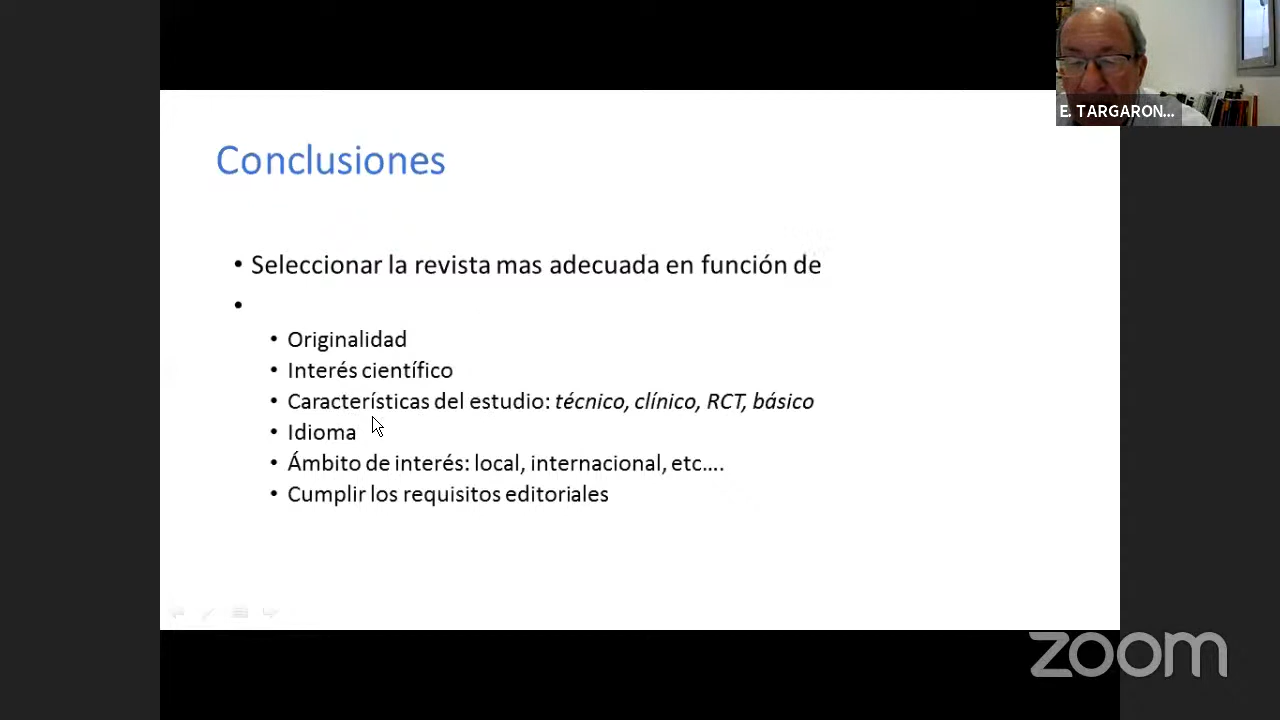 E. TARGARON...
Conclusiones
• Seleccionar la revista mas adecuada en función de
•
• Originalidad
• Interés científico
• Características del estudio: técnico, clínico, RCT, básico
• Idioma
• Ámbito de interés: local, internacional, etc....
• Cumplir los requisitos editoriales
zoom